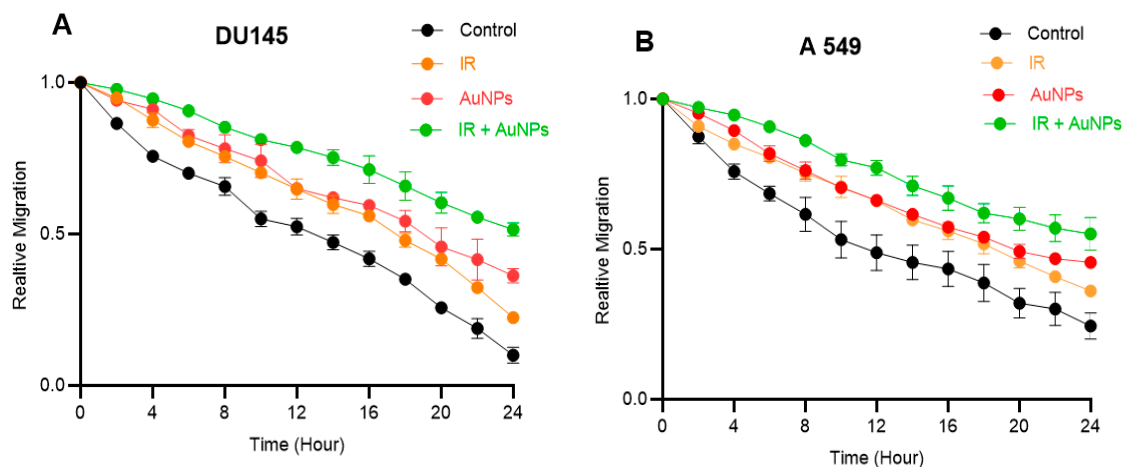 A
DU145
Control
IR
AuNPs
IR + AuNPs
1.0
0.5
0.0
Realtive Migration
0 4 8 12 16 20 24
Time (Hour)
B
A 549
Control
IR
AuNPs
IR + AuNPs
1.0
0.5
0.0
Realtive Migration
0 4 8 12 16 20 24
Time (Hour)